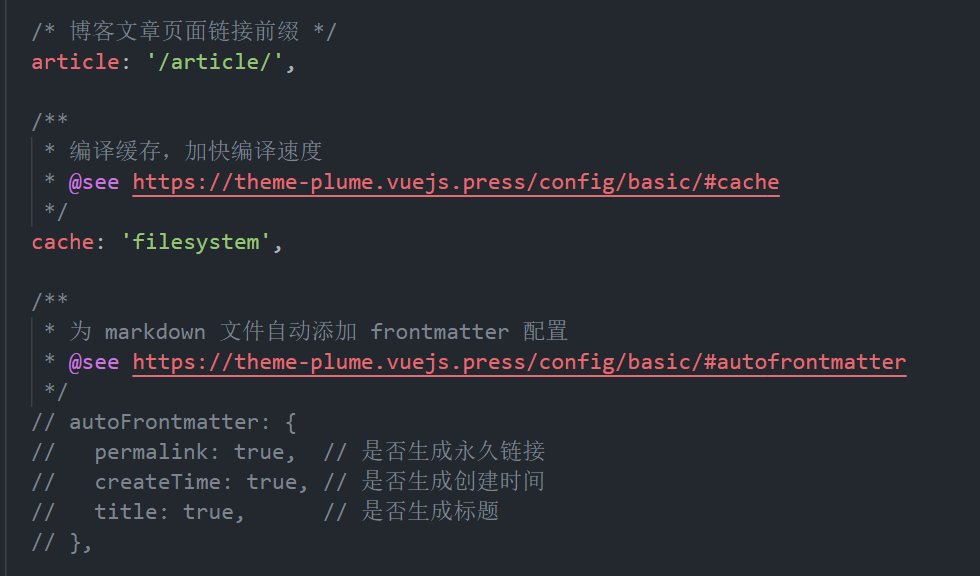 /* 博客文章页面链接前缀 */
article: '/article/',
/**
* 编译缓存，加快编译速度
* @see https://theme-plume.vuejs.press/config/basic/#cache
*/
cache: 'filesystem',
/**
* 为 markdown 文件自动添加 frontmatter 配置
* @see https://theme-plume.vuejs.press/config/basic/#autofrontmatter
*/
// autoFrontmatter: {
//   permalink: true,  // 是否生成永久链接
//   createTime: true, // 是否生成创建时间
//   title: true,      // 是否生成标题
// },